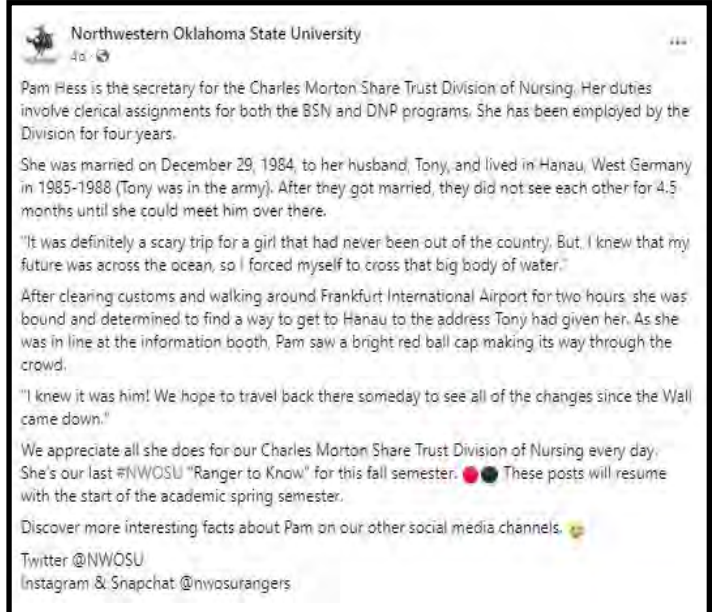 Northwestern Oklahoma State University
4d
Pam Hess is the secretary for the Charles Morton Share Trust Division of Nursing. Her duties
involve clerical assignments for both the BSN and DNP programs. She has been employed by the
Division for four years.
She was married on December 29, 1984, to her husband, Tony, and lived in Hanau, West Germany
in 1985-1988 (Tony was in the army). After they got married, they did not see each other for 4.5
months until she could meet him over there.
"It was definitely a scary trip for a girl that had never been out of the country. But, I knew that my
future was across the ocean, so I forced myself to cross that big body of water."
After clearing customs and walking around Frankfurt International Airport for two hours, she was
bound and determined to find a way to get to Hanau to the address Tony had given her. As she
was in line at the information booth, Pam saw a bright red ball cap making its way through the
crowd.
"I knew it was him! We hope to travel back there someday to see all of the changes since the Wall
came down."
We appreciate all she does for our Charles Morton Share Trust Division of Nursing every day.
She's our last #NWOSU "Ranger to Know" for this fall semester. 🔴⚫ These posts will resume
with the start of the academic spring semester.
Discover more interesting facts about Pam on our other social media channels.
Twitter @NWOSU
Instagram & Snapchat @nwosurangers